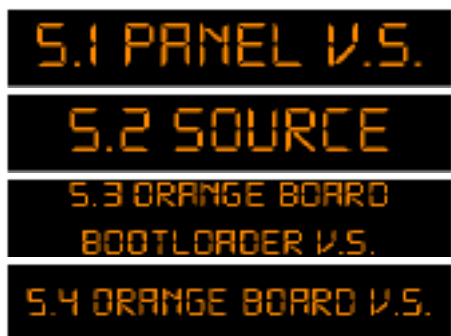 5.1 PANEL V.S.
5.2 SOURCE
5.3 ORANGE BOARD
BOOTLOADER V.S.
5.4 ORANGE BOARD V.S.